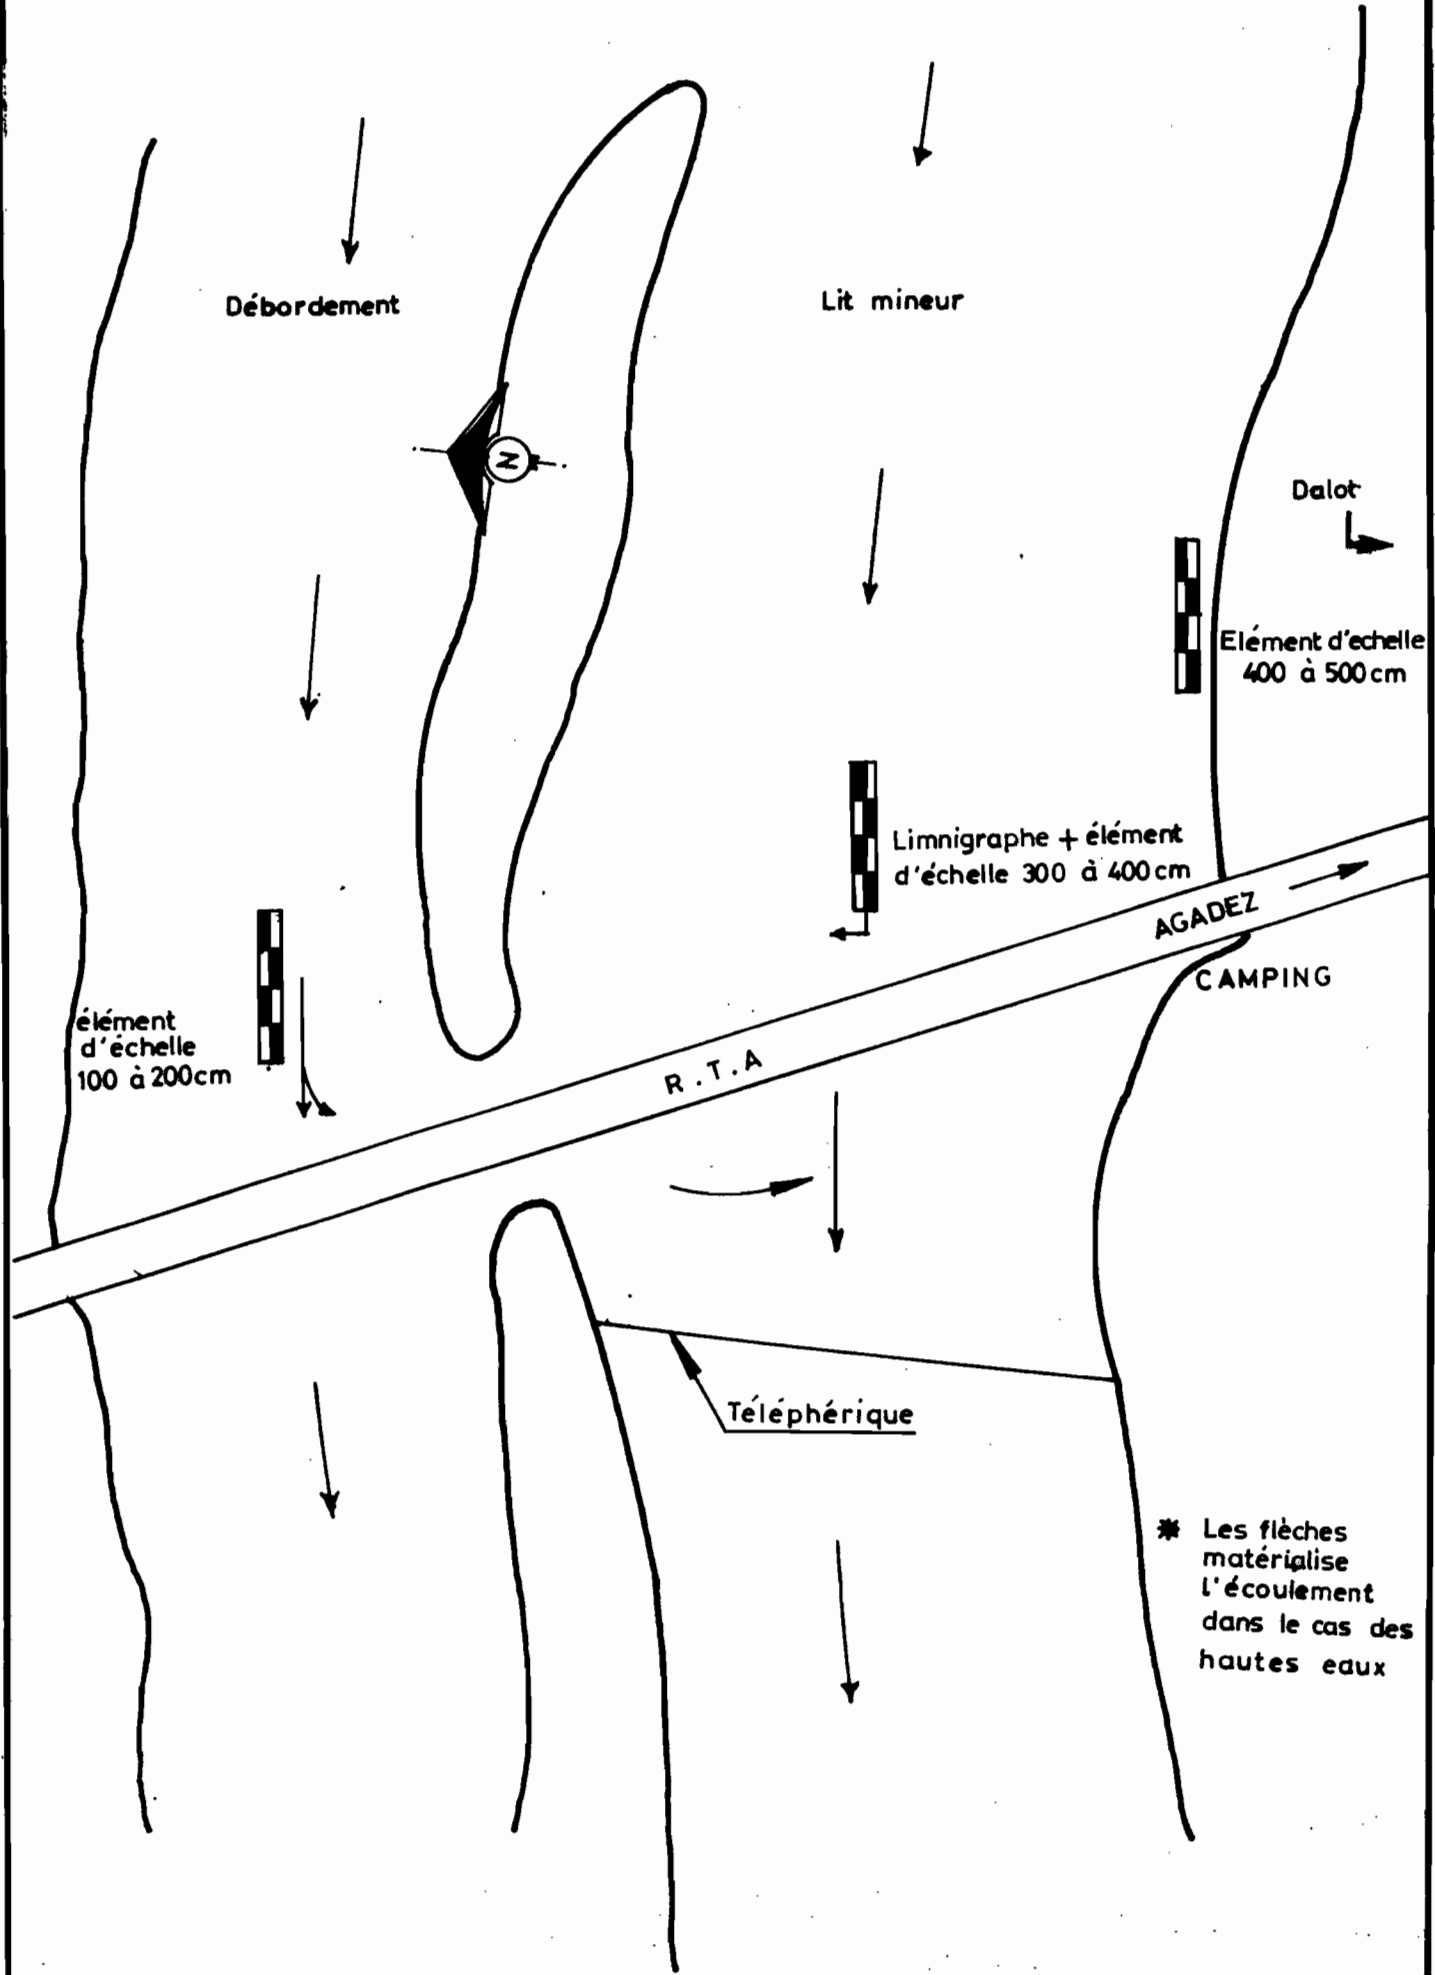 Débordement
Lit mineur
N
Dalot
Elément d'echelle
400 à 500cm
Limnigraphe + élément
d'échelle 300 à 400cm
AGADEZ
CAMPING
élément
d'échelle
100 à 200cm
R.T.A
Téléphérique
* Les flèches
matérialise
l'écoulement
dans le cas des
hautes eaux